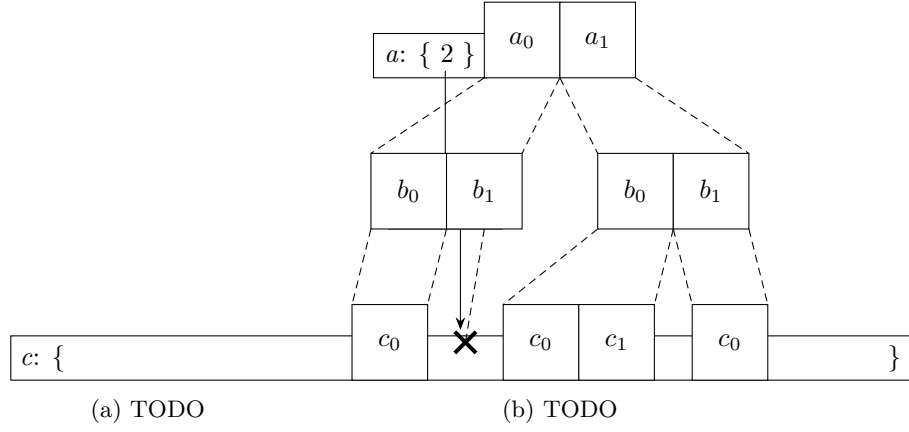 a₀ a₁
a: { 2 }
b₀ b₁ b₀ b₁
c: { c₀ c₀ c₁ c₀ }
(a) TODO (b) TODO